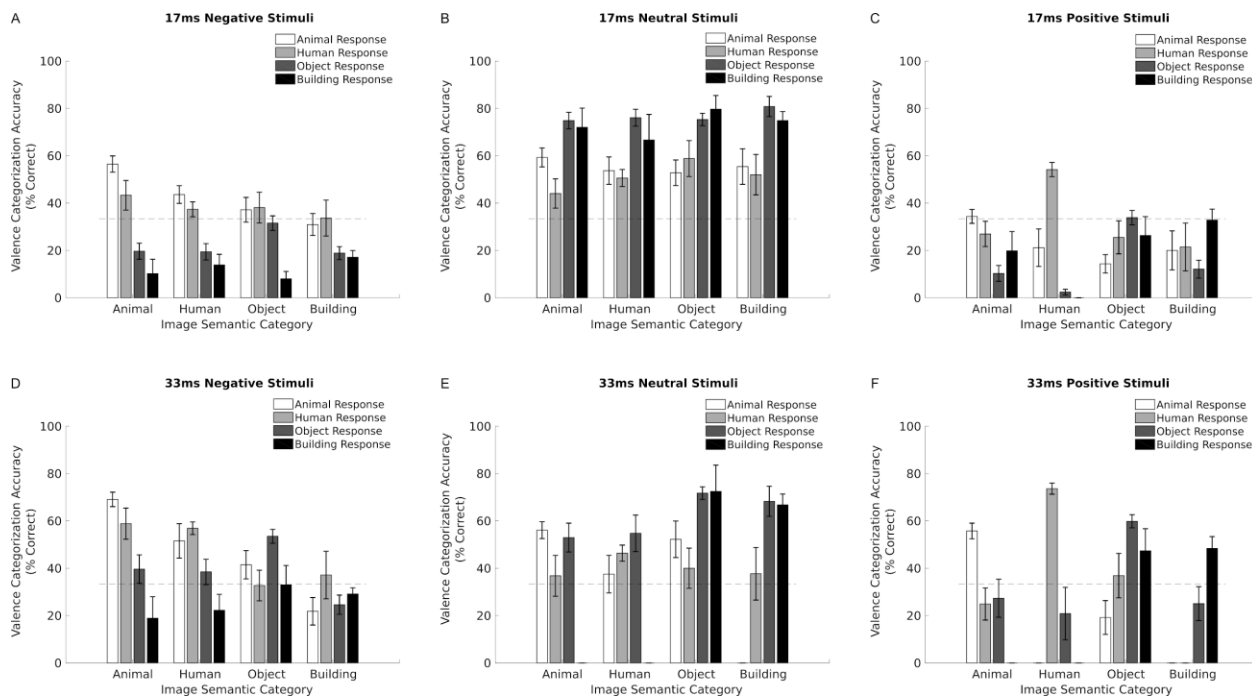 A
17ms Negative Stimuli
Animal Response
Human Response
Object Response
Building Response
100
80
60
40
20
0
Valence Categorization Accuracy
(% Correct)
Animal Human Object Building
Image Semantic Category
B
17ms Neutral Stimuli
Animal Response
Human Response
Object Response
Building Response
100
80
60
40
20
0
Valence Categorization Accuracy
(% Correct)
Animal Human Object Building
Image Semantic Category
C
17ms Positive Stimuli
Animal Response
Human Response
Object Response
Building Response
100
80
60
40
20
0
Valence Categorization Accuracy
(% Correct)
Animal Human Object Building
Image Semantic Category
D
33ms Negative Stimuli
Animal Response
Human Response
Object Response
Building Response
100
80
60
40
20
0
Valence Categorization Accuracy
(% Correct)
Animal Human Object Building
Image Semantic Category
E
33ms Neutral Stimuli
Animal Response
Human Response
Object Response
Building Response
100
80
60
40
20
0
Valence Categorization Accuracy
(% Correct)
Animal Human Object Building
Image Semantic Category
F
33ms Positive Stimuli
Animal Response
Human Response
Object Response
Building Response
100
80
60
40
20
0
Valence Categorization Accuracy
(% Correct)
Animal Human Object Building
Image Semantic Category